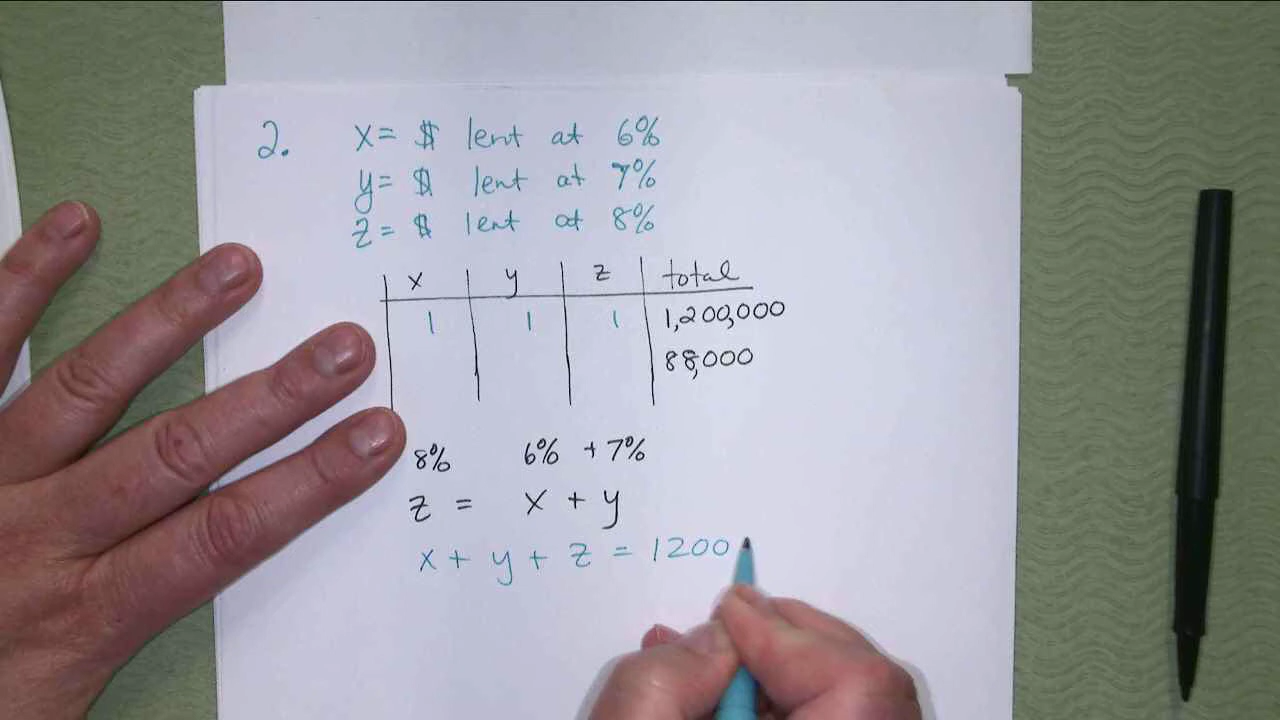 2. x = $ lent at 6%
y = $ lent at 7%
z = $ lent at 8%
x y z total
1 1 1 1,200,000
88,000
8% 6% + 7%
z = x + y
x + y + z = 1200